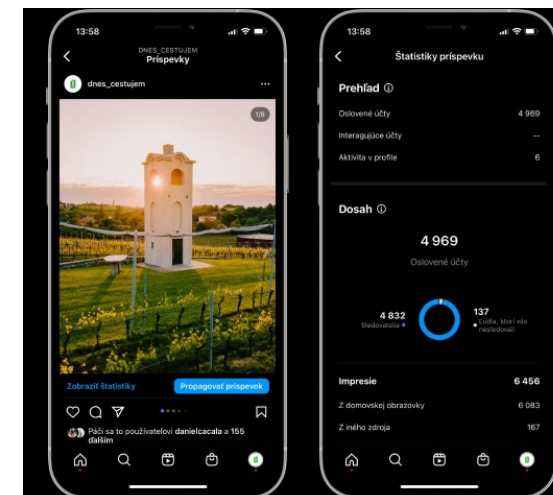 13:58
DNES_CESTUJEM
Príspevky
dnes_cestujem
1/8
Zobraziť štatistiky
Propagovať príspevok
Páči sa to používateľovi danielcacala a 155
ďalším
13:58
Štatistiky príspevku
Prehľad
Oslovené účty
4 969
Interagujúce účty
--
Aktivita v profile
6
Dosah
4 969
Oslovené účty
4 832
Sledovatelia
137
Ľudia, ktorí vás
nesledovali
Impresie
6 456
Z domovskej obrazovky
6 083
Z iného zdroja
167